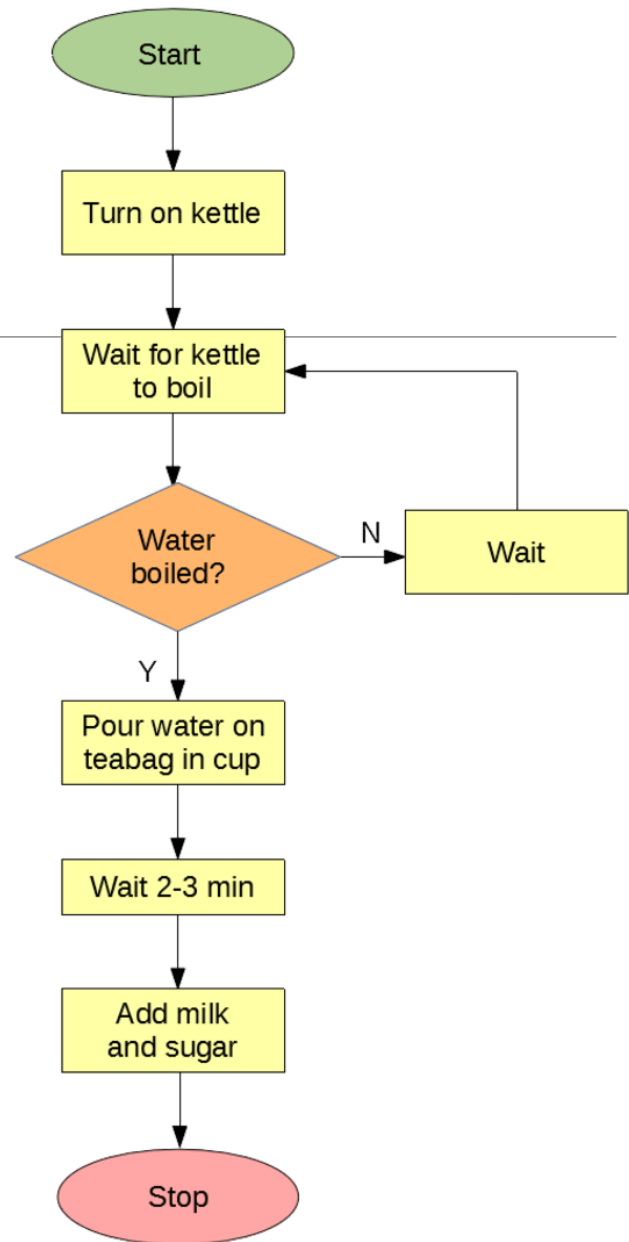 Start
Turn on kettle
Wait for kettle
to boil
Water
boiled?
N
Wait
Y
Pour water on
teabag in cup
Wait 2-3 min
Add milk
and sugar
Stop